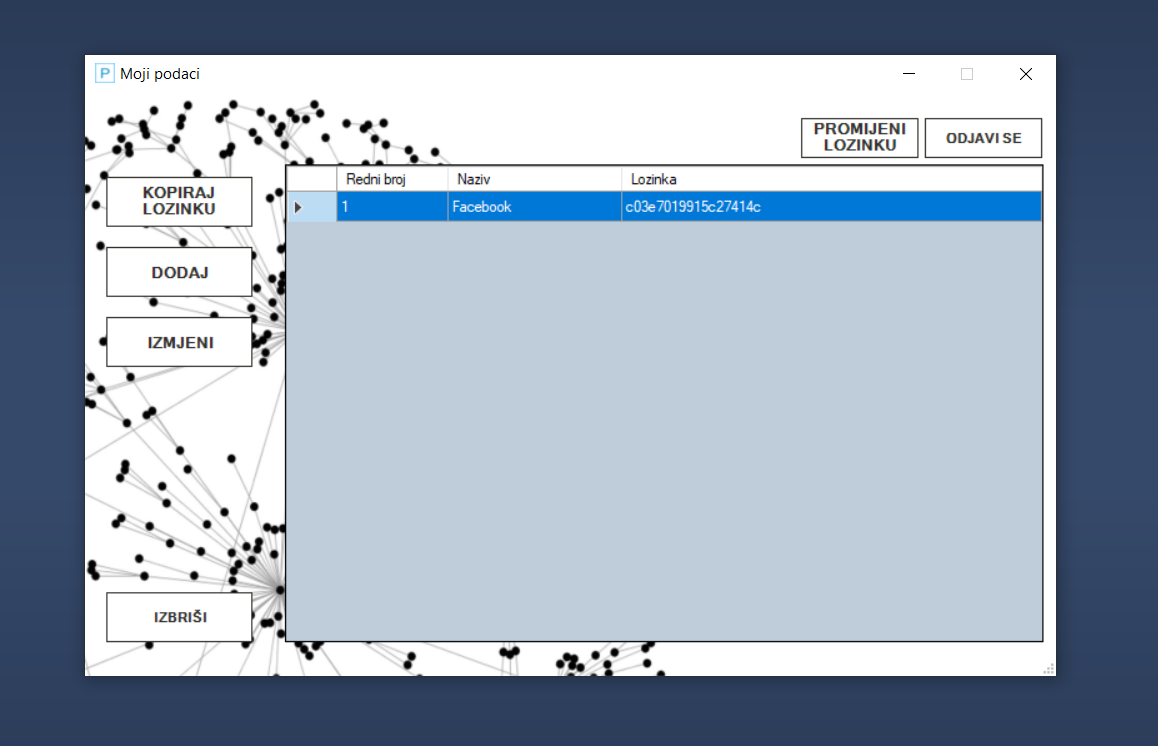 P Moji podaci
PROMIJENI
LOZINKU
ODJAVI SE
KOPIRAJ
LOZINKU
DODAJ
IZMJENI
IZBRIŠI
Redni broj Naziv Lozinka
1 Facebook c03e7019915c27414c